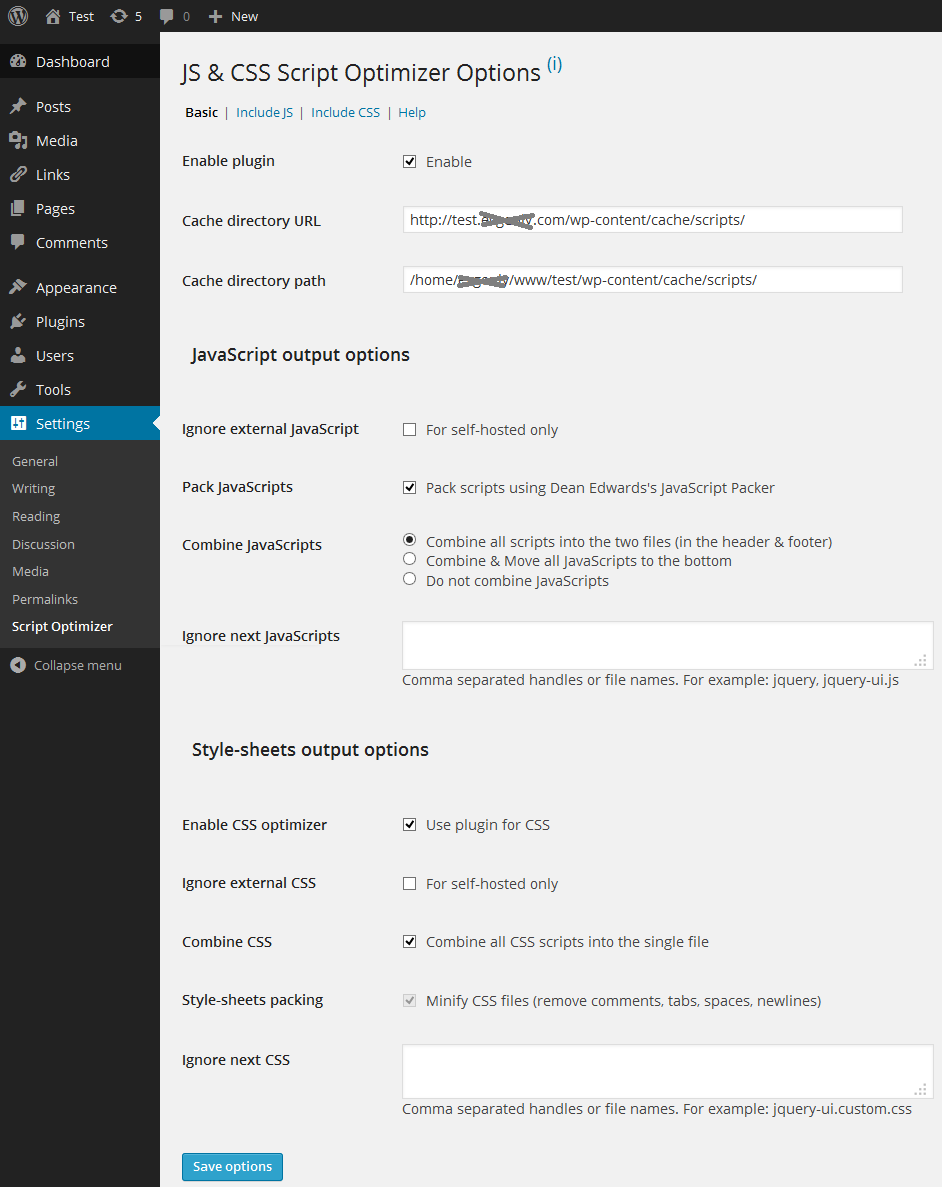 Test 5 0 New
Dashboard
Posts
Media
Links
Pages
Comments
Appearance
Plugins
Users
Tools
Settings
General
Writing
Reading
Discussion
Media
Permalinks
Script Optimizer
Collapse menu
JS & CSS Script Optimizer Options (i)
Basic | Include JS | Include CSS | Help
Enable plugin Enable
Cache directory URL http://test. .com/wp-content/cache/scripts/
Cache directory path /home/ /www/test/wp-content/cache/scripts/
JavaScript output options
Ignore external JavaScript For self-hosted only
Pack JavaScripts Pack scripts using Dean Edwards's JavaScript Packer
Combine JavaScripts Combine all scripts into the two files (in the header & footer)
Combine & Move all JavaScripts to the bottom
Do not combine JavaScripts
Ignore next JavaScripts
Comma separated handles or file names. For example: jquery, jquery-ui.js
Style-sheets output options
Enable CSS optimizer Use plugin for CSS
Ignore external CSS For self-hosted only
Combine CSS Combine all CSS scripts into the single file
Style-sheets packing Minify CSS files (remove comments, tabs, spaces, newlines)
Ignore next CSS
Comma separated handles or file names. For example: jquery-ui.custom.css
Save options